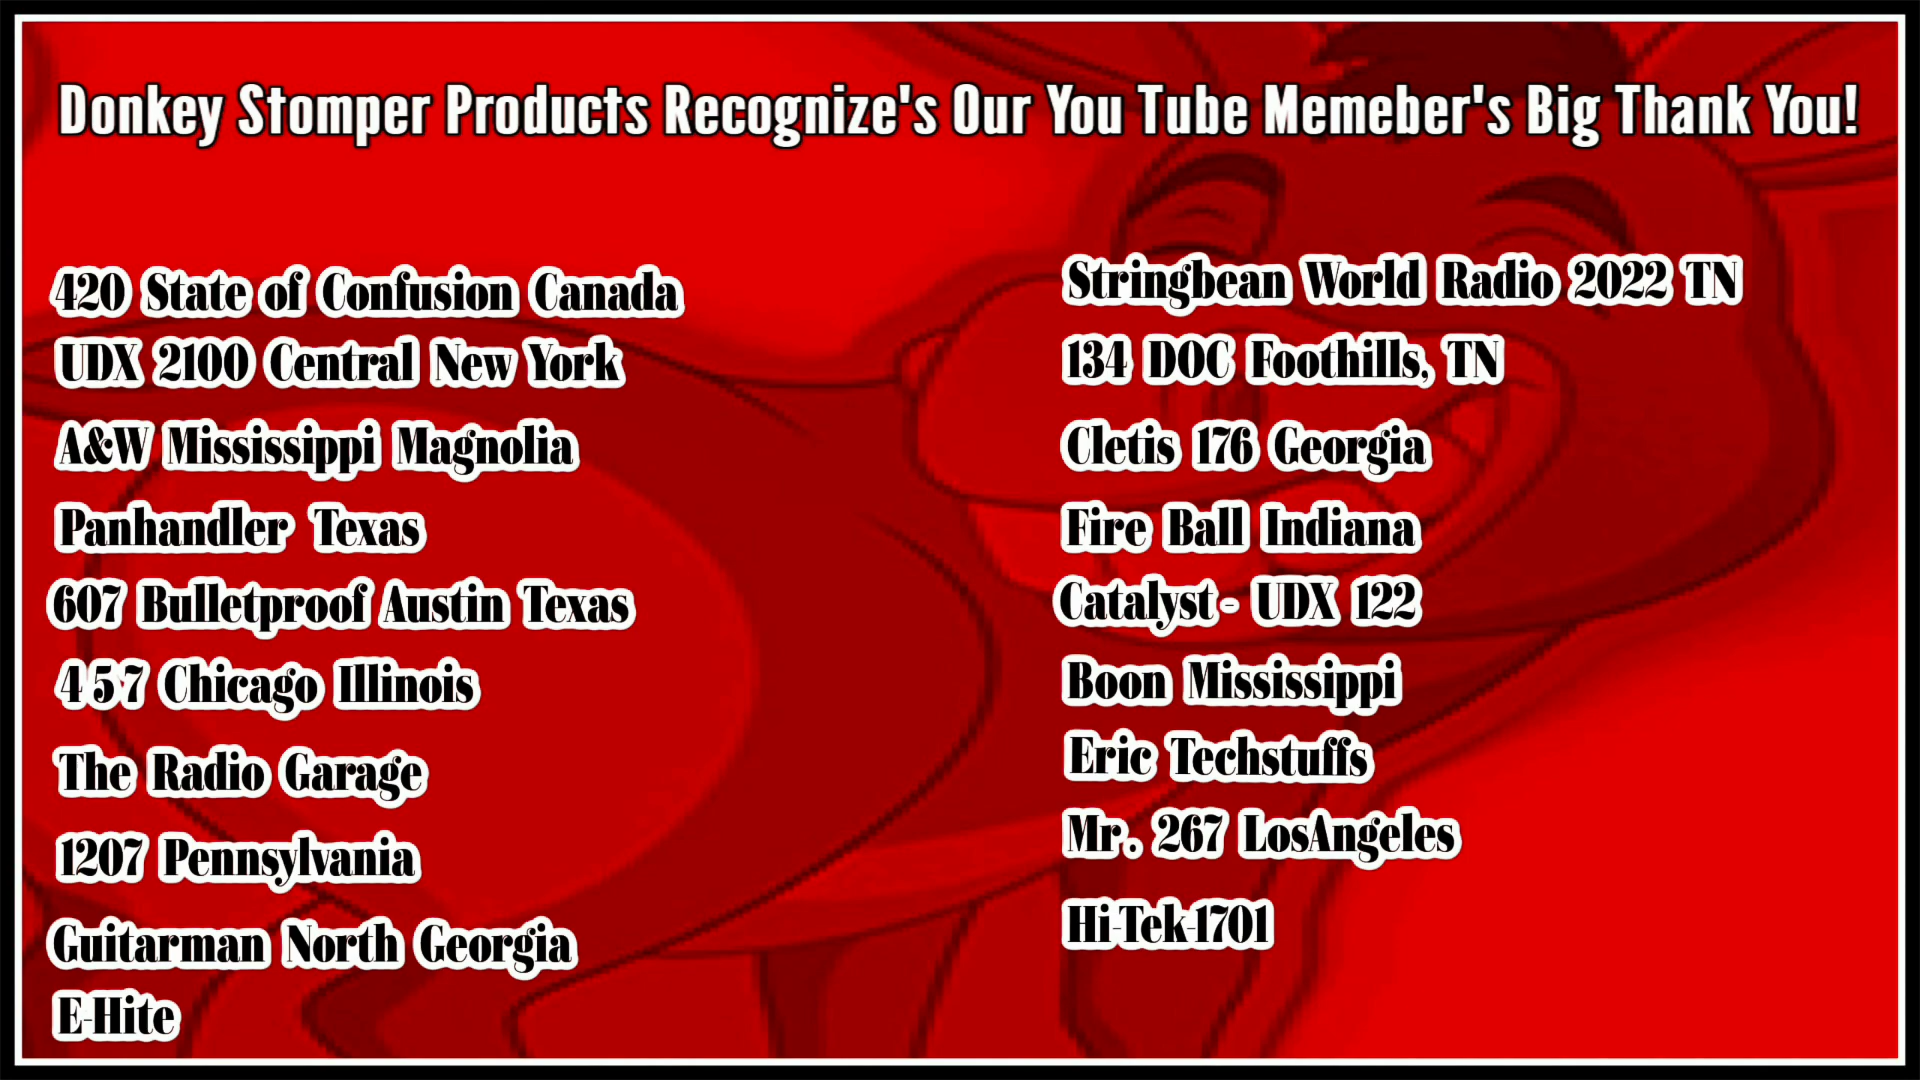 Donkey Stomper Products Recognize's Our You Tube Memeber's Big Thank You!
420 State of Confusion Canada
UDX 2100 Central New York
A&W Mississippi Magnolia
Panhandler Texas
607 Bulletproof Austin Texas
457 Chicago Illinois
The Radio Garage
1207 Pennsylvania
Guitarman North Georgia
E-Hite
Stringbean World Radio 2022 TN
134 DOC Foothills, TN
Cletis 176 Georgia
Fire Ball Indiana
Catalyst - UDX 122
Boon Mississippi
Eric Techstuffs
Mr. 267 LosAngeles
Hi-Tek-1701